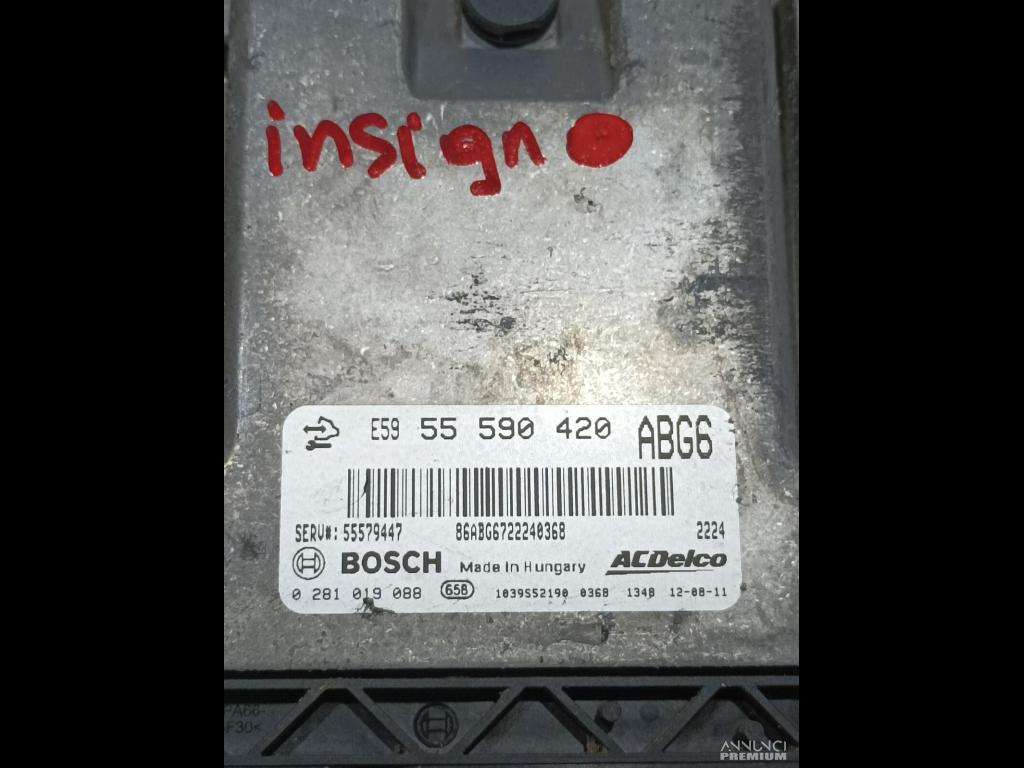 insigno
E59 55 590 420 ABG6
SERV#: 55579447 86ABG6722240368 2224
BOSCH Made in Hungary ACDelco
0 281 019 088 658 1039S52190 0368 1348 12-08-11
ANNUNCI
PREMIUM